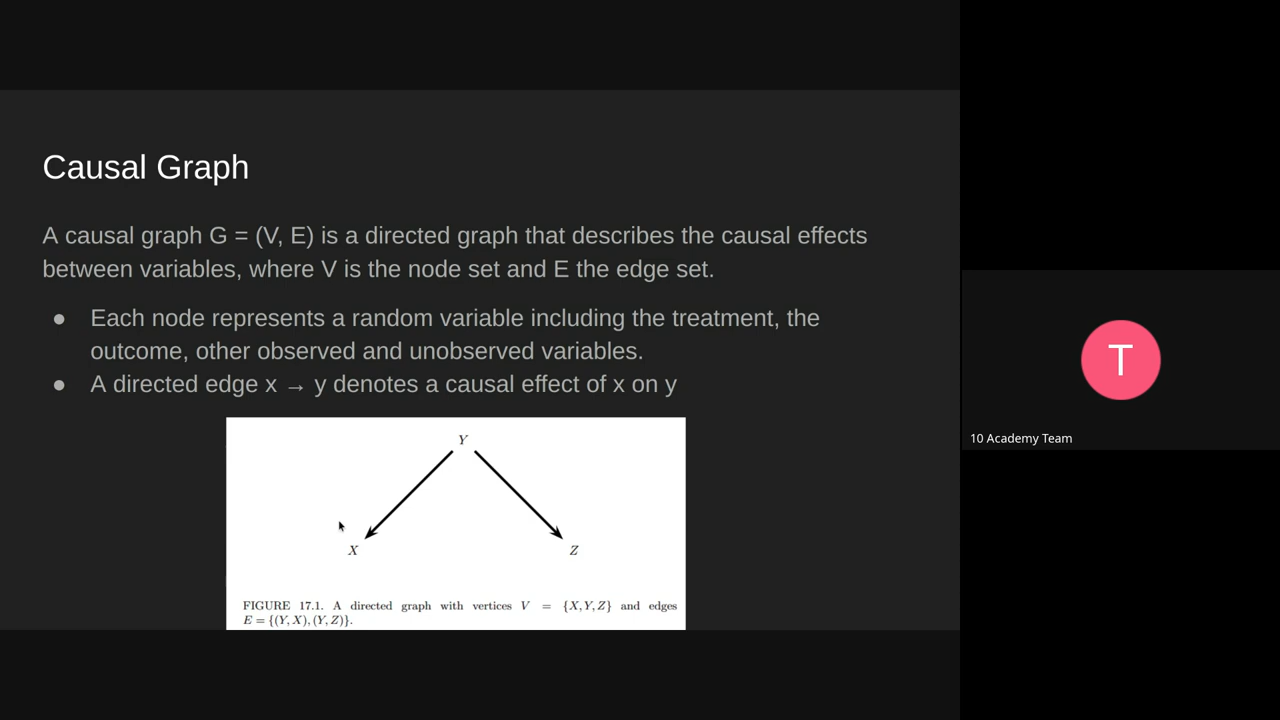 Causal Graph
A causal graph G = (V, E) is a directed graph that describes the causal effects
between variables, where V is the node set and E the edge set.
● Each node represents a random variable including the treatment, the
outcome, other observed and unobserved variables.
● A directed edge x → y denotes a causal effect of x on y
Y
X Z
FIGURE 17.1. A directed graph with vertices V = {X, Y, Z} and edges
E = {(Y, X), (Y, Z)}.
T
10 Academy Team